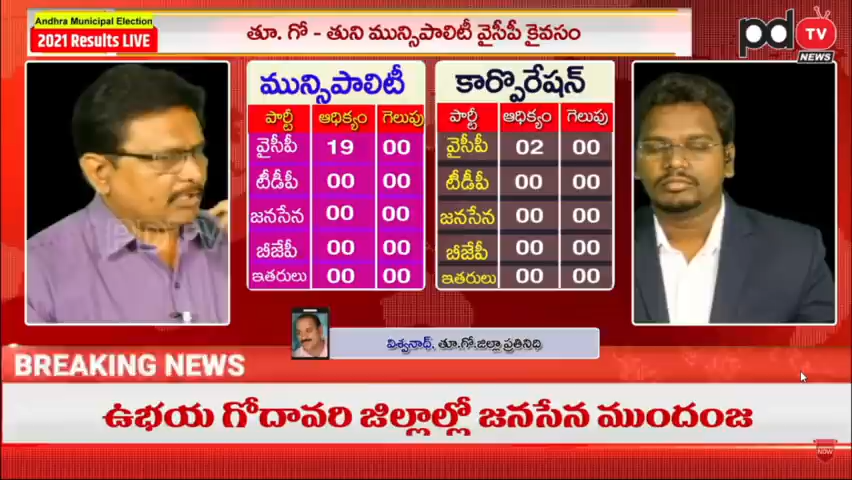 Andhra Municipal Election
2021 Results LIVE
తూ. గో - తుని మున్సిపాలిటీ వైసీపీ కైవసం
pd TV
NEWS
మున్సిపాలిటీ
పార్టీ ఆధిక్యం గెలుపు
వైసీపీ 19 00
టీడీపీ 00 00
జనసేన 00 00
బీజేపీ 00 00
ఇతరులు 00 00
కార్పొరేషన్
పార్టీ ఆధిక్యం గెలుపు
వైసీపీ 02 00
టీడీపీ 00 00
జనసేన 00 00
బీజేపీ 00 00
ఇతరులు 00 00
PDTV
విశ్వనాథ్, తూ.గో.జిల్లా ప్రతినిధి
BREAKING NEWS
ఉభయ గోదావరి జిల్లాల్లో జనసేన ముందంజ
NOW